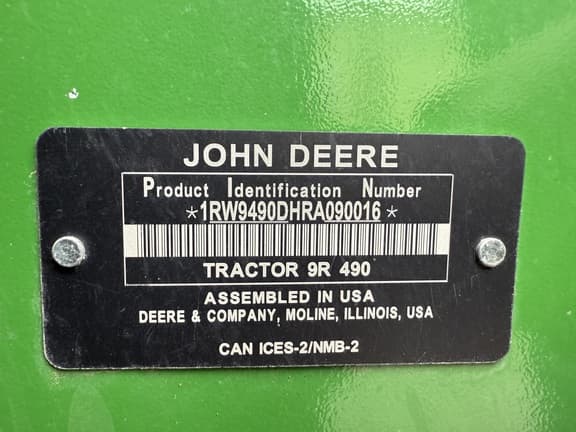 JOHN DEERE
Product Identification Number
*1RW9490DHRA090016*
TRACTOR 9R 490
ASSEMBLED IN USA
DEERE & COMPANY, MOLINE, ILLINOIS, USA
CAN ICES-2/NMB-2